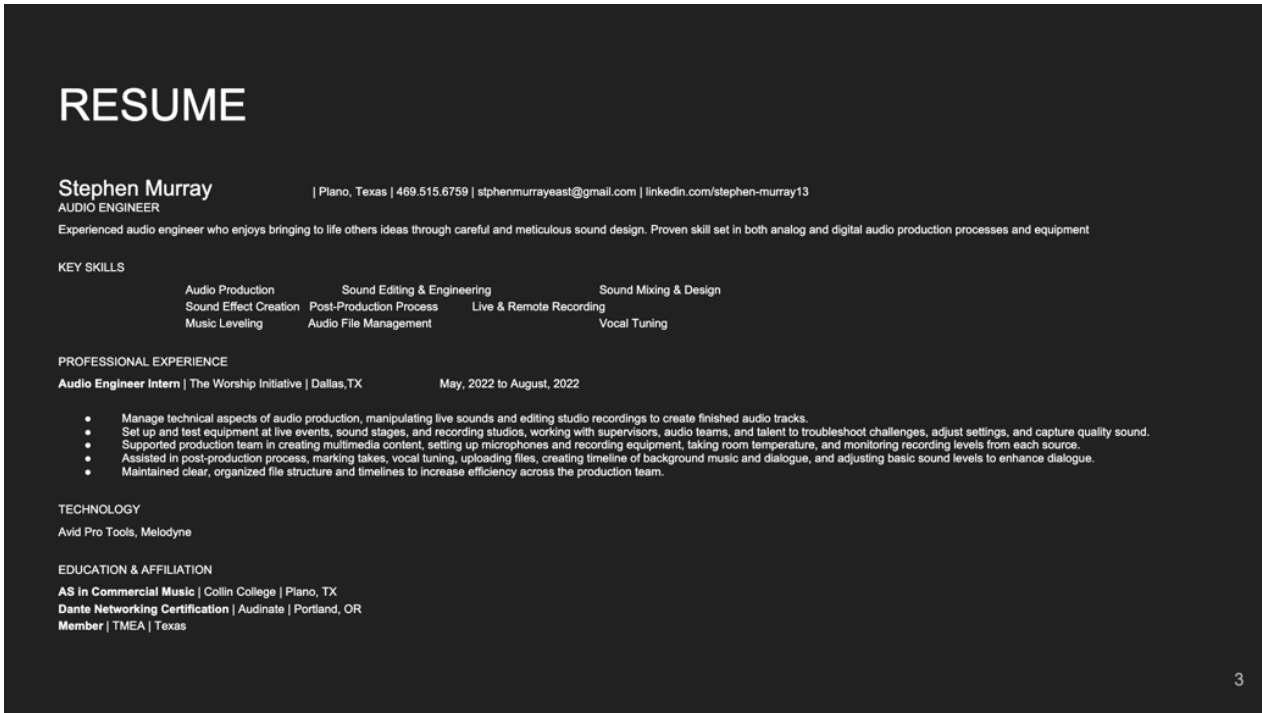 RESUME
Stephen Murray | Plano, Texas | 469.515.6759 | stphenmurrayeast@gmail.com | linkedin.com/stephen-murray13
AUDIO ENGINEER
Experienced audio engineer who enjoys bringing to life others ideas through careful and meticulous sound design. Proven skill set in both analog and digital audio production processes and equipment
KEY SKILLS
Audio Production Sound Editing & Engineering Sound Mixing & Design
Sound Effect Creation Post-Production Process Live & Remote Recording
Music Leveling Audio File Management Vocal Tuning
PROFESSIONAL EXPERIENCE
Audio Engineer Intern | The Worship Initiative | Dallas,TX May, 2022 to August, 2022
● Manage technical aspects of audio production, manipulating live sounds and editing studio recordings to create finished audio tracks.
● Set up and test equipment at live events, sound stages, and recording studios, working with supervisors, audio teams, and talent to troubleshoot challenges, adjust settings, and capture quality sound.
● Supported production team in creating multimedia content, setting up microphones and recording equipment, taking room temperature, and monitoring recording levels from each source.
● Assisted in post-production process, marking takes, vocal tuning, uploading files, creating timeline of background music and dialogue, and adjusting basic sound levels to enhance dialogue.
● Maintained clear, organized file structure and timelines to increase efficiency across the production team.
TECHNOLOGY
Avid Pro Tools, Melodyne
EDUCATION & AFFILIATION
AS in Commercial Music | Collin College | Plano, TX
Dante Networking Certification | Audinate | Portland, OR
Member | TMEA | Texas
3